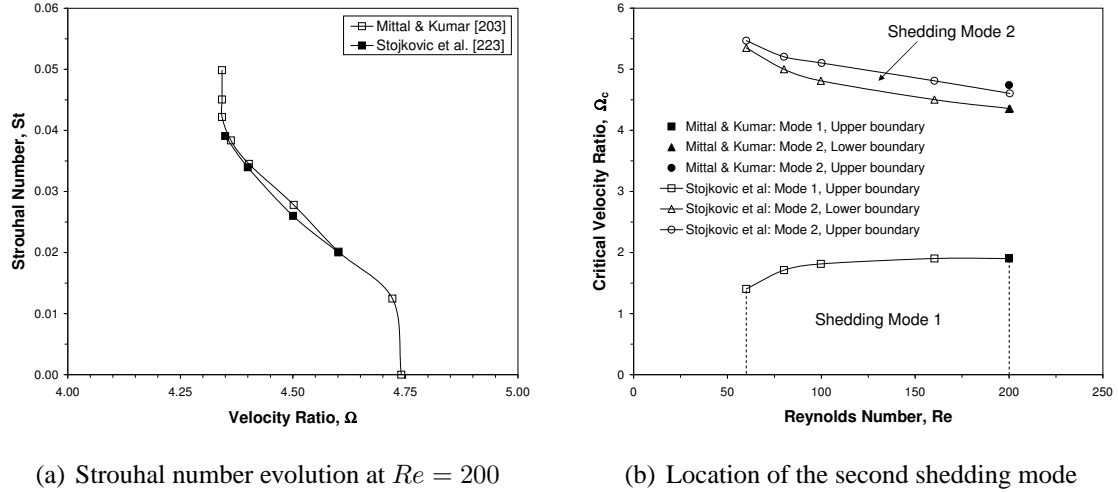 Mittal & Kumar [203]
Stojkovic et al. [223]
Strouhal Number, St
0.06
0.05
0.04
0.03
0.02
0.01
0.00
4.00 4.25 4.50 4.75 5.00
Velocity Ratio, Ω
(a) Strouhal number evolution at Re = 200
Critical Velocity Ratio, Ωc
6
5
4
3
2
1
0
Shedding Mode 2
Mittal & Kumar: Mode 1, Upper boundary
Mittal & Kumar: Mode 2, Lower boundary
Mittal & Kumar: Mode 2, Upper boundary
Stojkovic et al: Mode 1, Upper boundary
Stojkovic et al: Mode 2, Lower boundary
Stojkovic et al: Mode 2, Upper boundary
Shedding Mode 1
0 50 100 150 200 250
Reynolds Number, Re
(b) Location of the second shedding mode